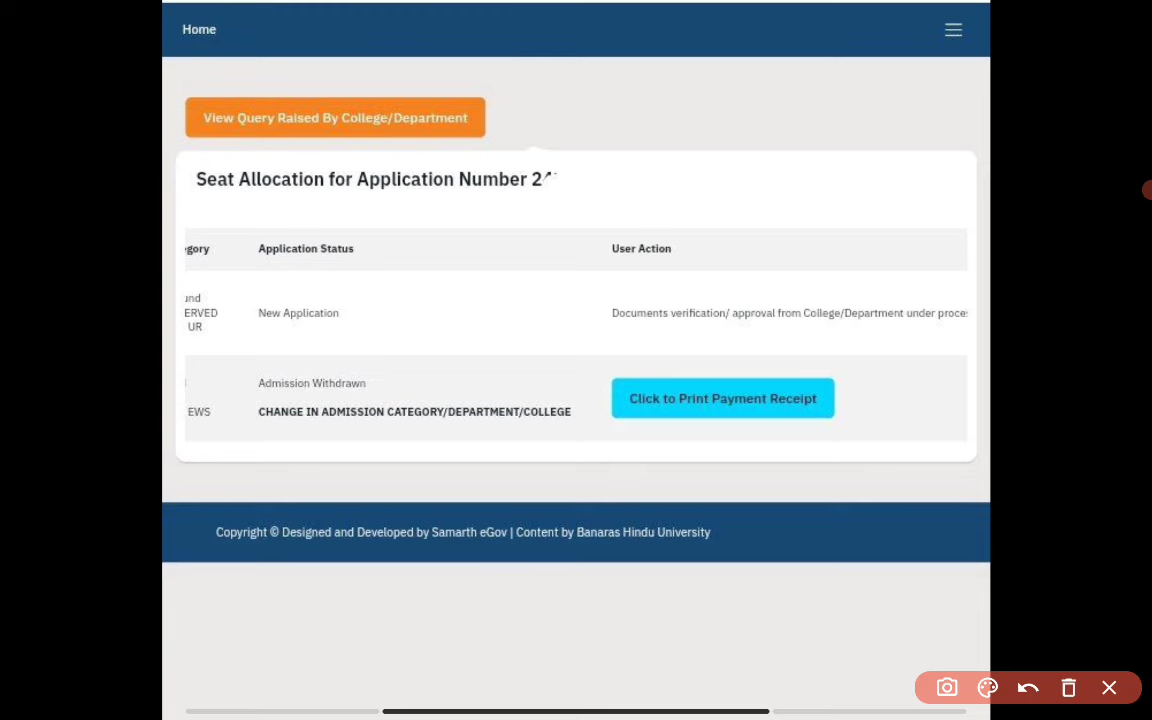 Home
View Query Raised By College/Department
Seat Allocation for Application Number
Application Status
User Action
New Application
Documents verification/ approval from College/Department under
UR
Admission Withdrawn
EWS
CHANGE IN ADMISSION CATEGORY/DEPARTMENT/COLLEGE
Click to Print Payment Receipt
Copyright © Designed and Developed by Samarth eGov | Content by Banaras Hindu University